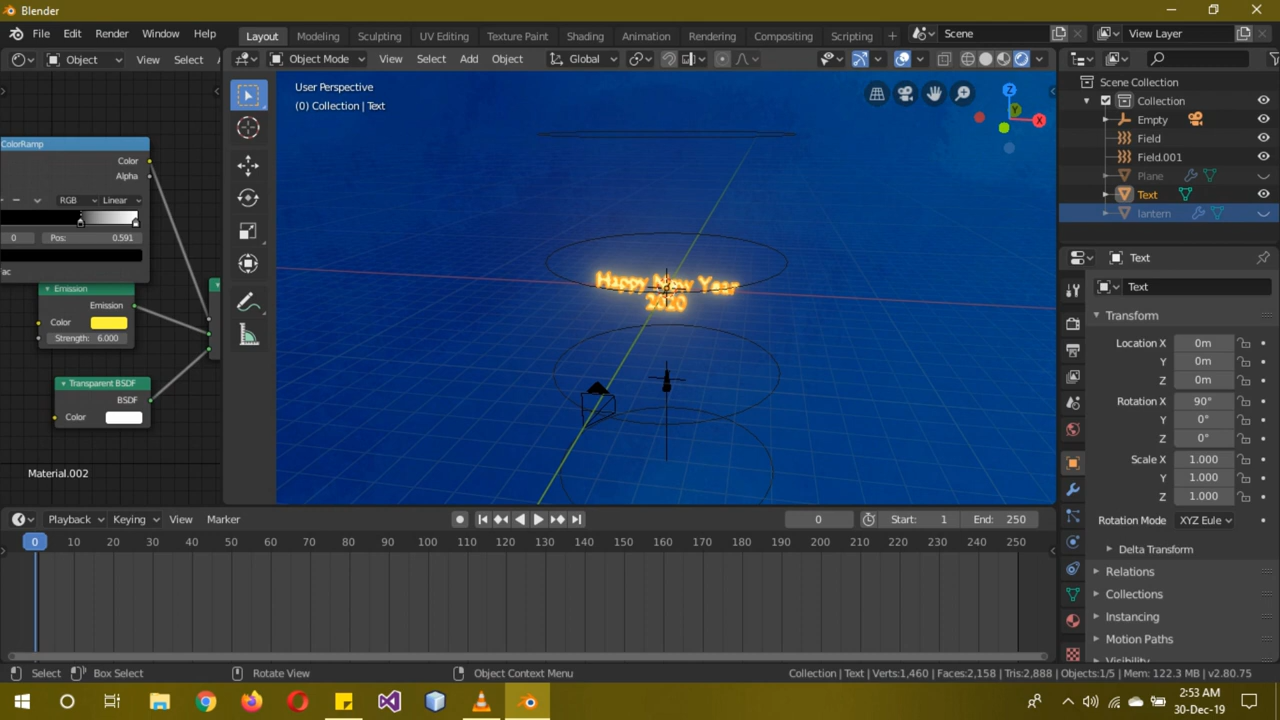 Blender
File Edit Render Window Help Layout Modeling Sculpting UV Editing Texture Paint Shading Animation Rendering Compositing Scripting + Scene View Layer
Object View Select Object Mode View Select Add Object Global
User Perspective
(0) Collection | Text
Z
Y
X
Scene Collection
Collection
Empty
Field
Field.001
Plane
Text
lantern
ColorRamp
Color
Alpha
RGB Linear
0 Pos: 0.591
ac
Emission
Emission
Color
Strength: 6.000
Transparent BSDF
BSDF
Color
Material.002
Happy New Year
2020
Text
Text
Transform
Location X 0m
Y 0m
Z 0m
Rotation X 90°
Y 0°
Z 0°
Scale X 1.000
Y 1.000
Z 1.000
Rotation Mode XYZ Eule
Delta Transform
Relations
Collections
Instancing
Motion Paths
Visibility
Playback Keying View Marker 0 Start: 1 End: 250
0 10 20 30 40 50 60 70 80 90 100 110 120 130 140 150 160 170 180 190 200 210 220 230 240 250
Select Box Select Rotate View Object Context Menu Collection | Text | Verts:1,460 | Faces:2,158 | Tris:2,888 | Objects:1/5 | Mem: 122.3 MB | v2.80.75
2:53 AM
30-Dec-19